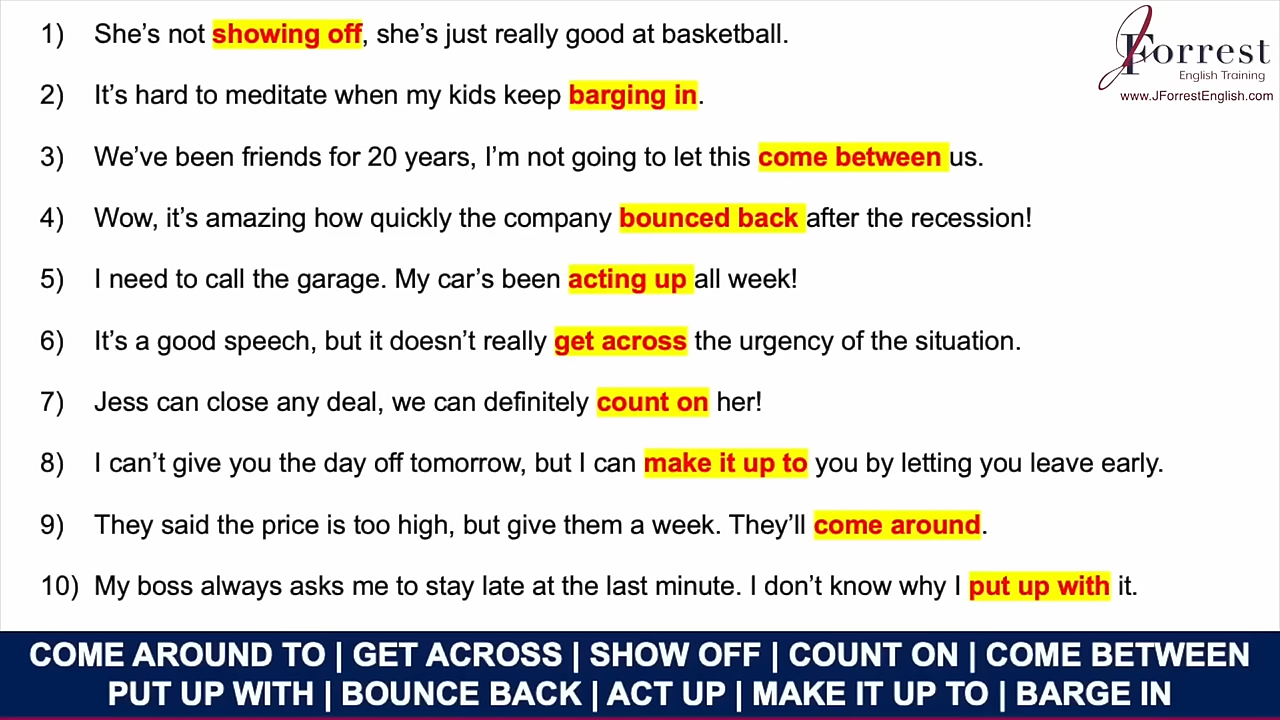 1) She's not showing off, she's just really good at basketball.
JForrest
English Training
www.JForrestEnglish.com
2) It's hard to meditate when my kids keep barging in.
3) We've been friends for 20 years, I'm not going to let this come between us.
4) Wow, it's amazing how quickly the company bounced back after the recession!
5) I need to call the garage. My car's been acting up all week!
6) It's a good speech, but it doesn't really get across the urgency of the situation.
7) Jess can close any deal, we can definitely count on her!
8) I can't give you the day off tomorrow, but I can make it up to you by letting you leave early.
9) They said the price is too high, but give them a week. They'll come around.
10) My boss always asks me to stay late at the last minute. I don't know why I put up with it.
COME AROUND TO | GET ACROSS | SHOW OFF | COUNT ON | COME BETWEEN
PUT UP WITH | BOUNCE BACK | ACT UP | MAKE IT UP TO | BARGE IN